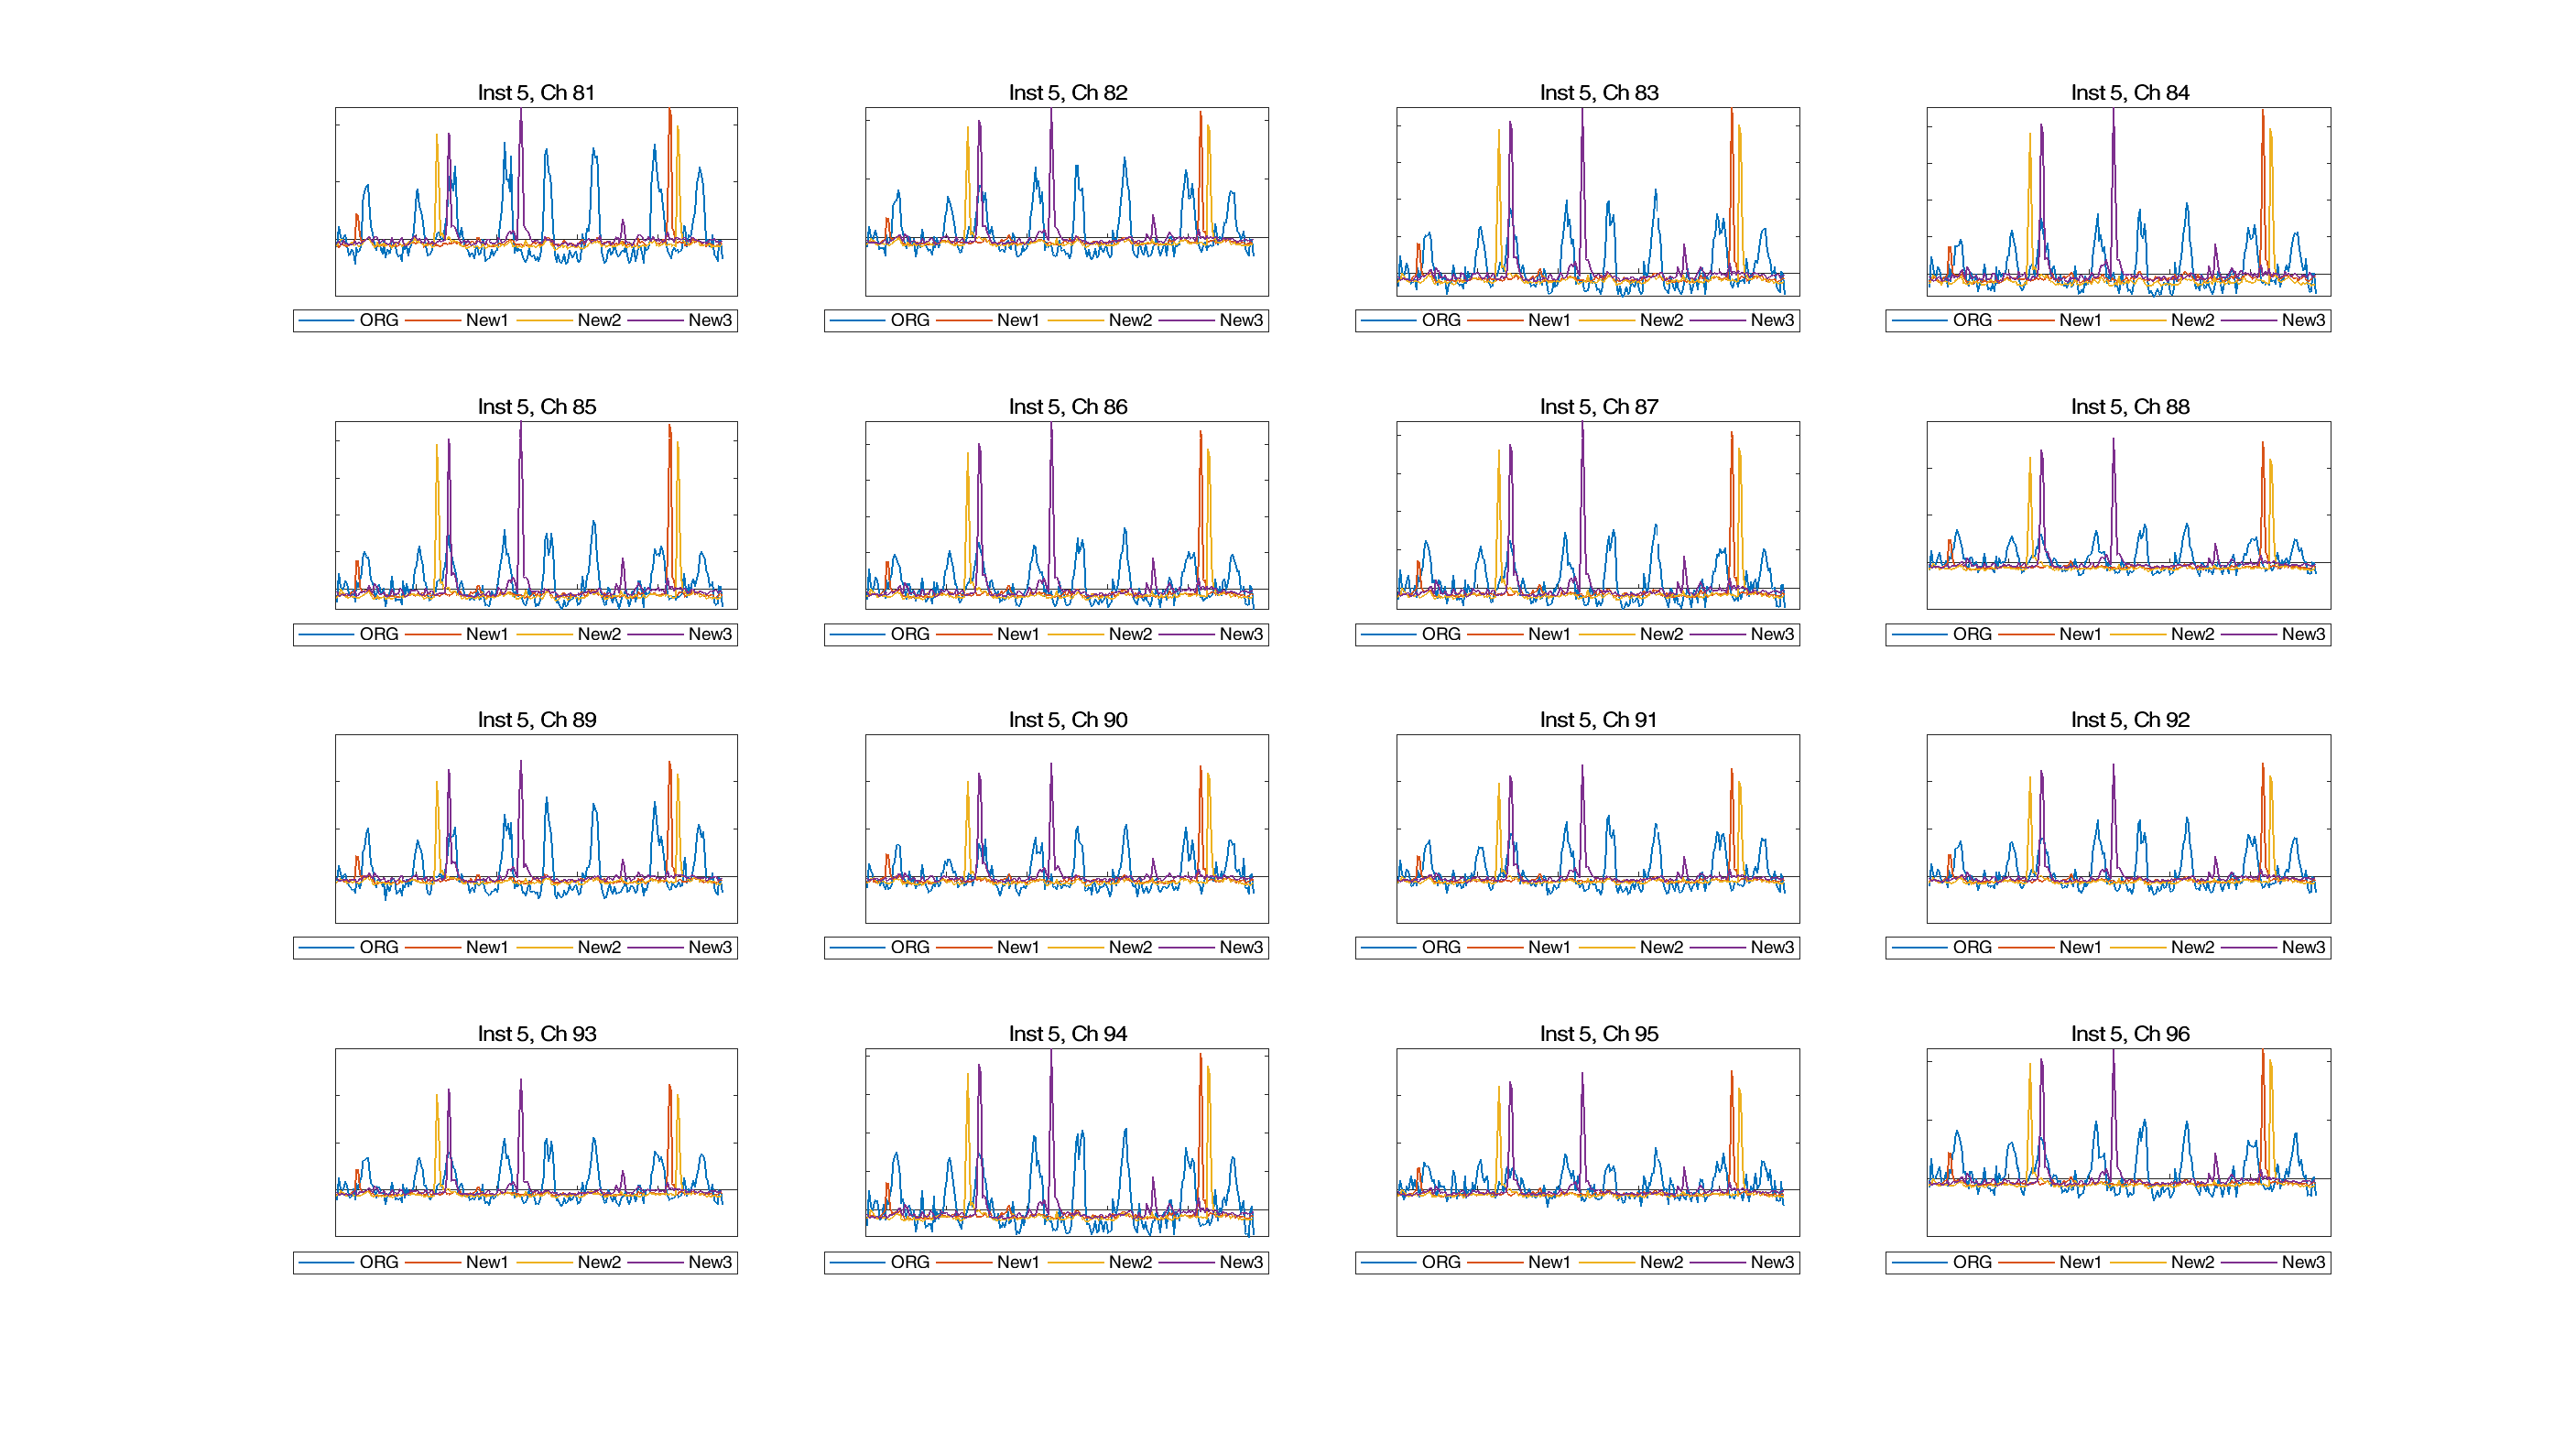 Inst 5, Ch 81
Inst 5, Ch 82
Inst 5, Ch 83
Inst 5, Ch 84
ORG New1 New2 New3
ORG New1 New2 New3
ORG New1 New2 New3
ORG New1 New2 New3
Inst 5, Ch 85
Inst 5, Ch 86
Inst 5, Ch 87
Inst 5, Ch 88
ORG New1 New2 New3
ORG New1 New2 New3
ORG New1 New2 New3
ORG New1 New2 New3
Inst 5, Ch 89
Inst 5, Ch 90
Inst 5, Ch 91
Inst 5, Ch 92
ORG New1 New2 New3
ORG New1 New2 New3
ORG New1 New2 New3
ORG New1 New2 New3
Inst 5, Ch 93
Inst 5, Ch 94
Inst 5, Ch 95
Inst 5, Ch 96
ORG New1 New2 New3
ORG New1 New2 New3
ORG New1 New2 New3
ORG New1 New2 New3